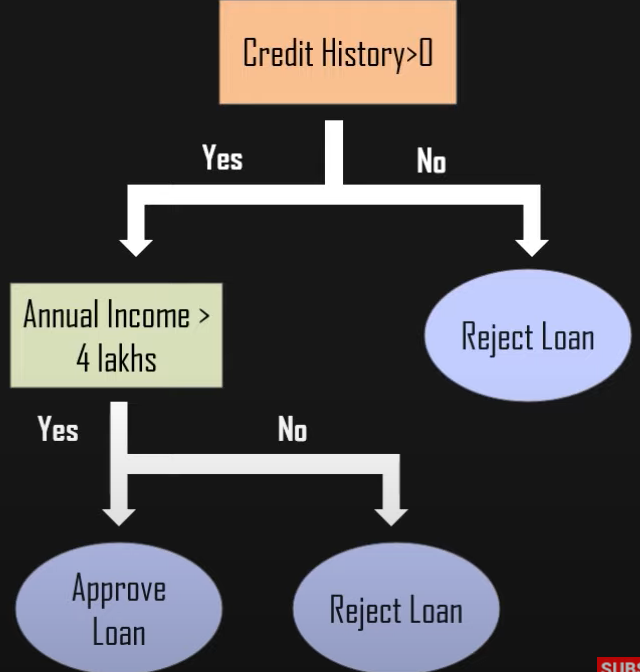 Credit History>0
Yes
No
Annual Income >
4 lakhs
Reject Loan
Yes
No
Approve
Loan
Reject Loan